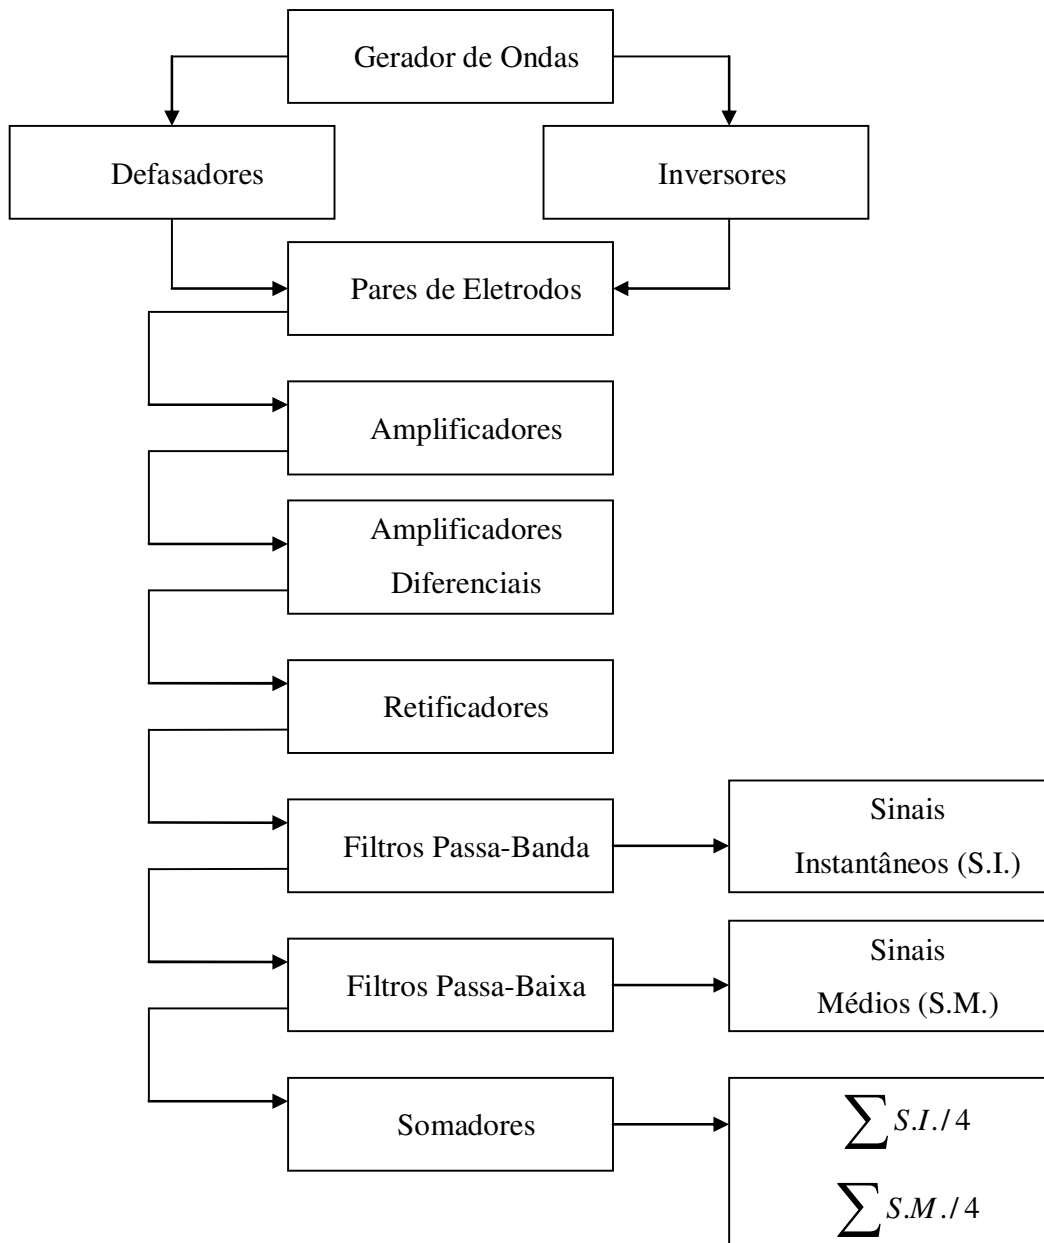 Gerador de Ondas
Defasadores
Inversores
Pares de Eletrodos
Amplificadores
Amplificadores
Diferenciais
Retificadores
Filtros Passa-Banda
Sinais
Instantâneos (S.I.)
Filtros Passa-Baixa
Sinais
Médios (S.M.)
Somadores
∑ S.I./4
∑ S.M./4